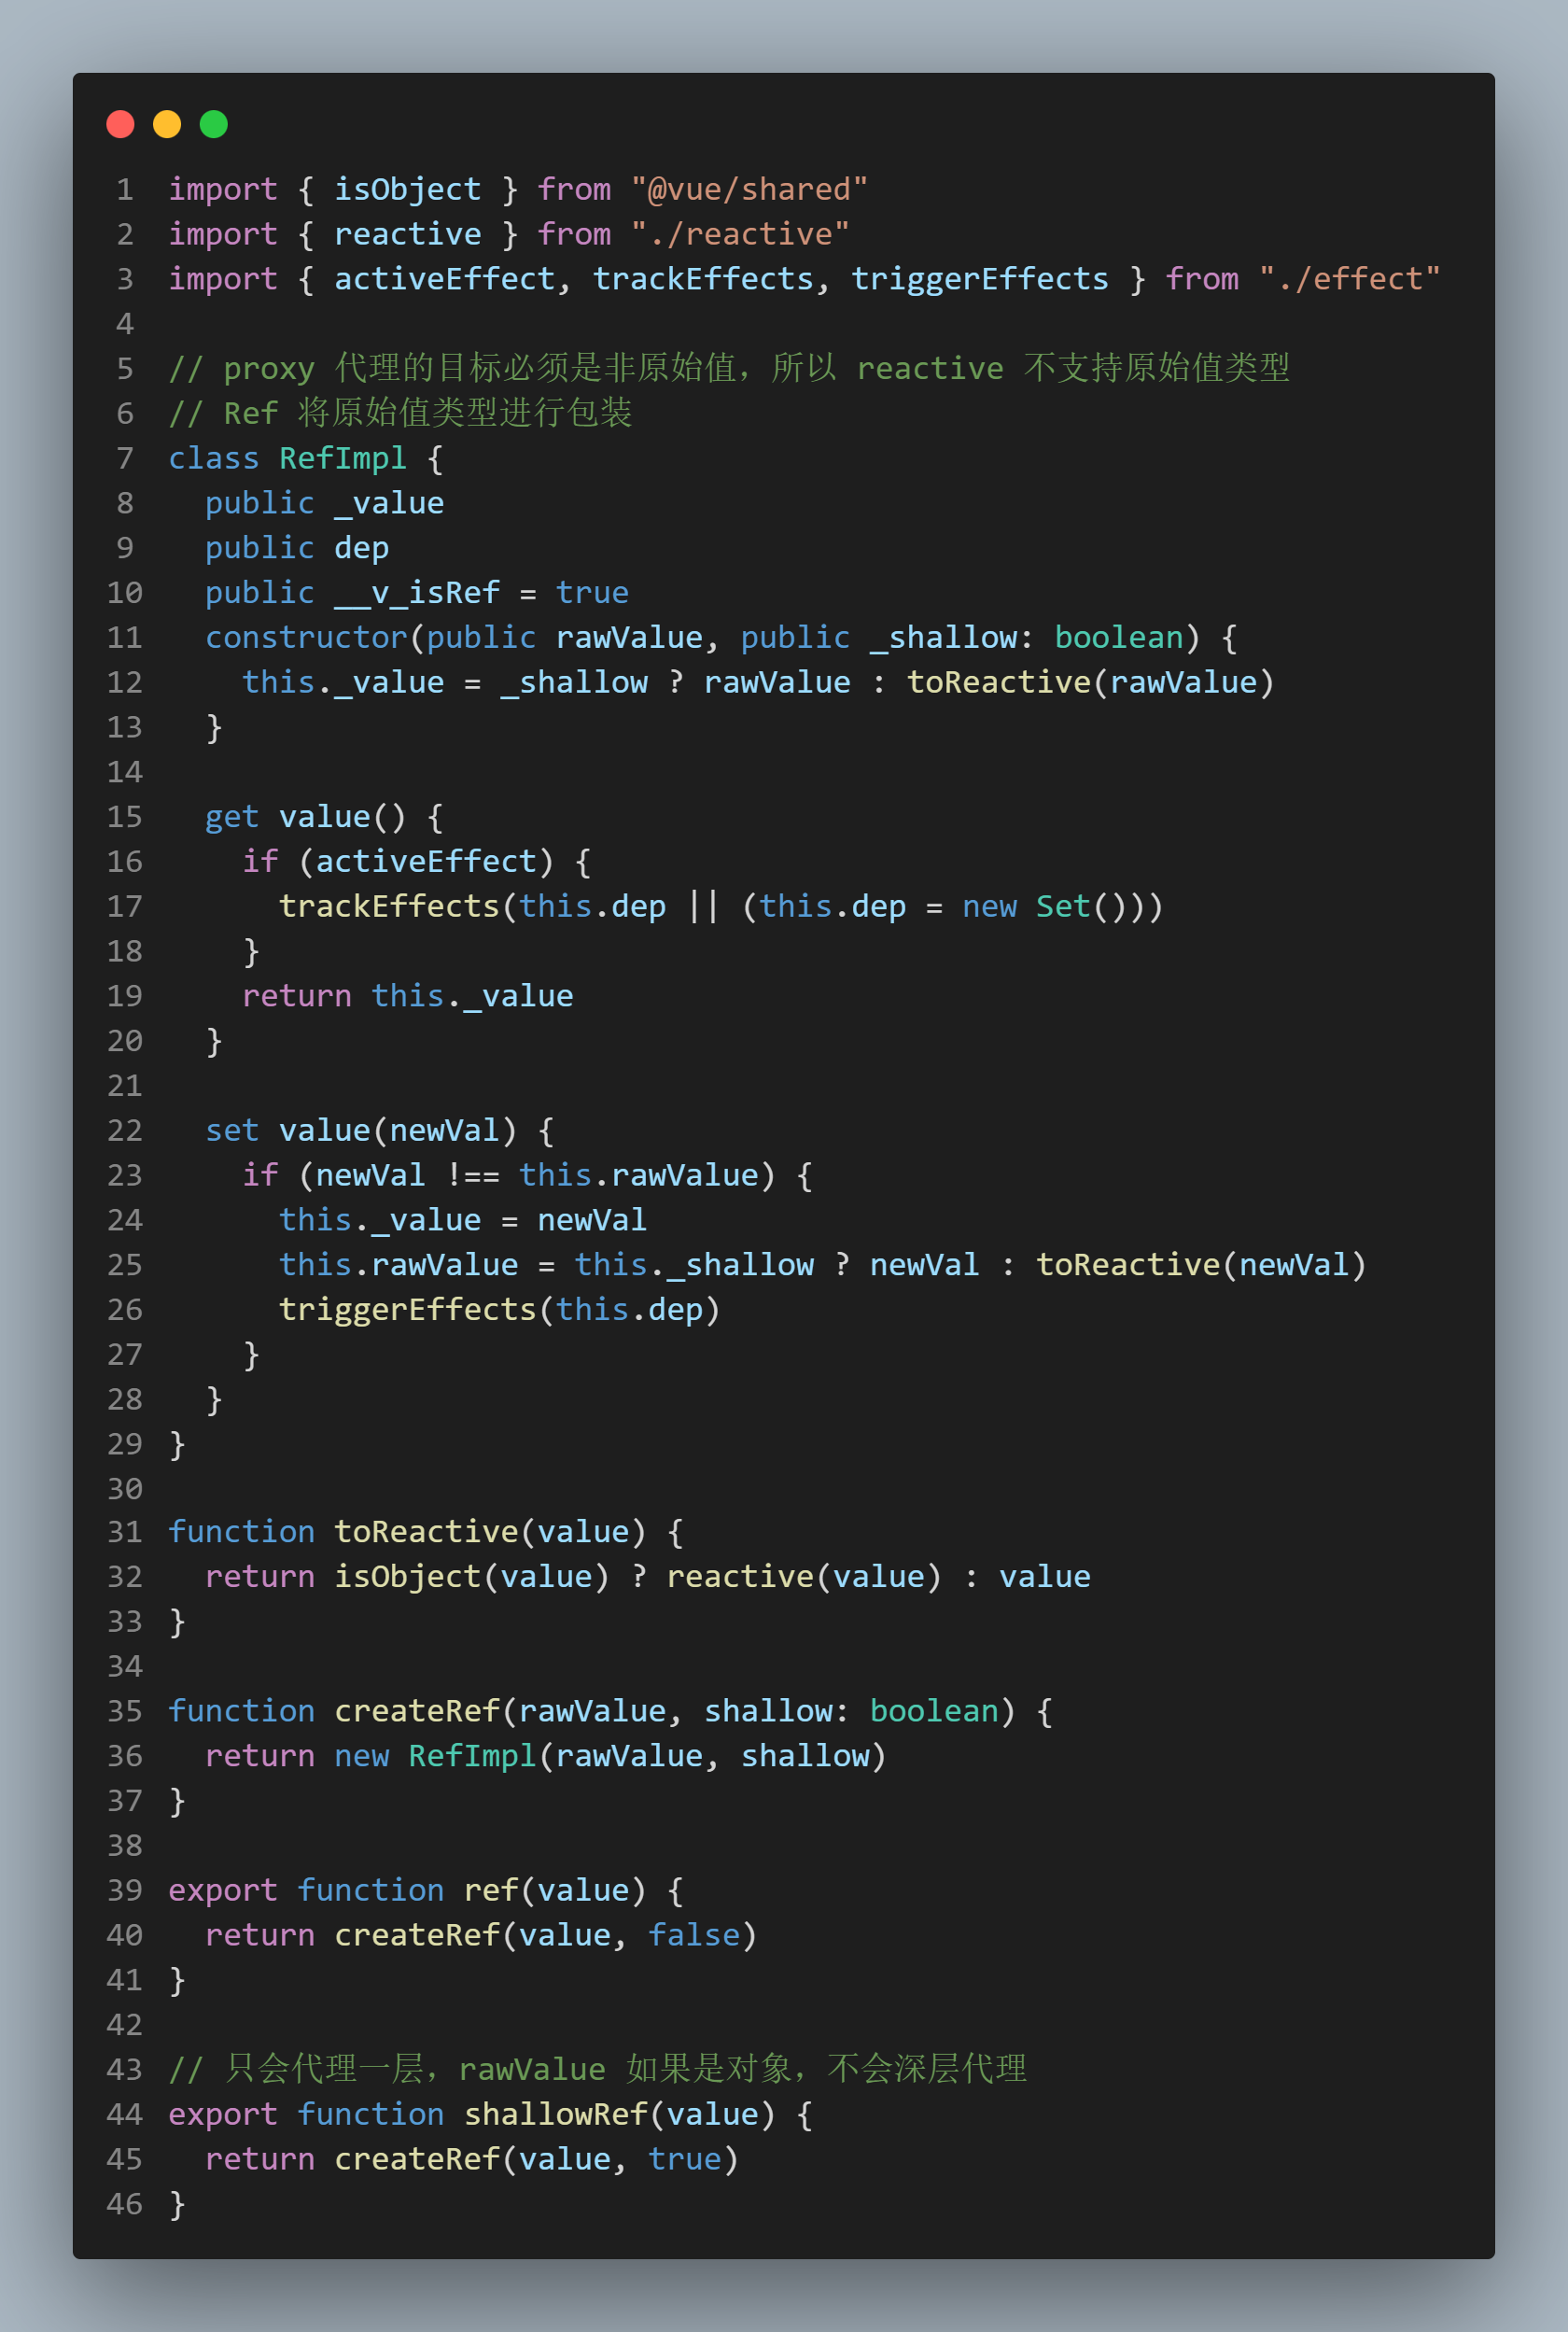 1 import { isObject } from "@vue/shared"
2 import { reactive } from "./reactive"
3 import { activeEffect, trackEffects, triggerEffects } from "./effect"
4
5 // proxy 代理的目标必须是非原始值，所以 reactive 不支持原始值类型
6 // Ref 将原始值类型进行包装
7 class RefImpl {
8   public _value
9   public dep
10   public __v_isRef = true
11   constructor(public rawValue, public _shallow: boolean) {
12     this._value = _shallow ? rawValue : toReactive(rawValue)
13   }
14
15   get value() {
16     if (activeEffect) {
17       trackEffects(this.dep || (this.dep = new Set()))
18     }
19     return this._value
20   }
21
22   set value(newVal) {
23     if (newVal !== this.rawValue) {
24       this._value = newVal
25       this.rawValue = this._shallow ? newVal : toReactive(newVal)
26       triggerEffects(this.dep)
27     }
28   }
29 }
30
31 function toReactive(value) {
32   return isObject(value) ? reactive(value) : value
33 }
34
35 function createRef(rawValue, shallow: boolean) {
36   return new RefImpl(rawValue, shallow)
37 }
38
39 export function ref(value) {
40   return createRef(value, false)
41 }
42
43 // 只会代理一层，rawValue 如果是对象，不会深层代理
44 export function shallowRef(value) {
45   return createRef(value, true)
46 }